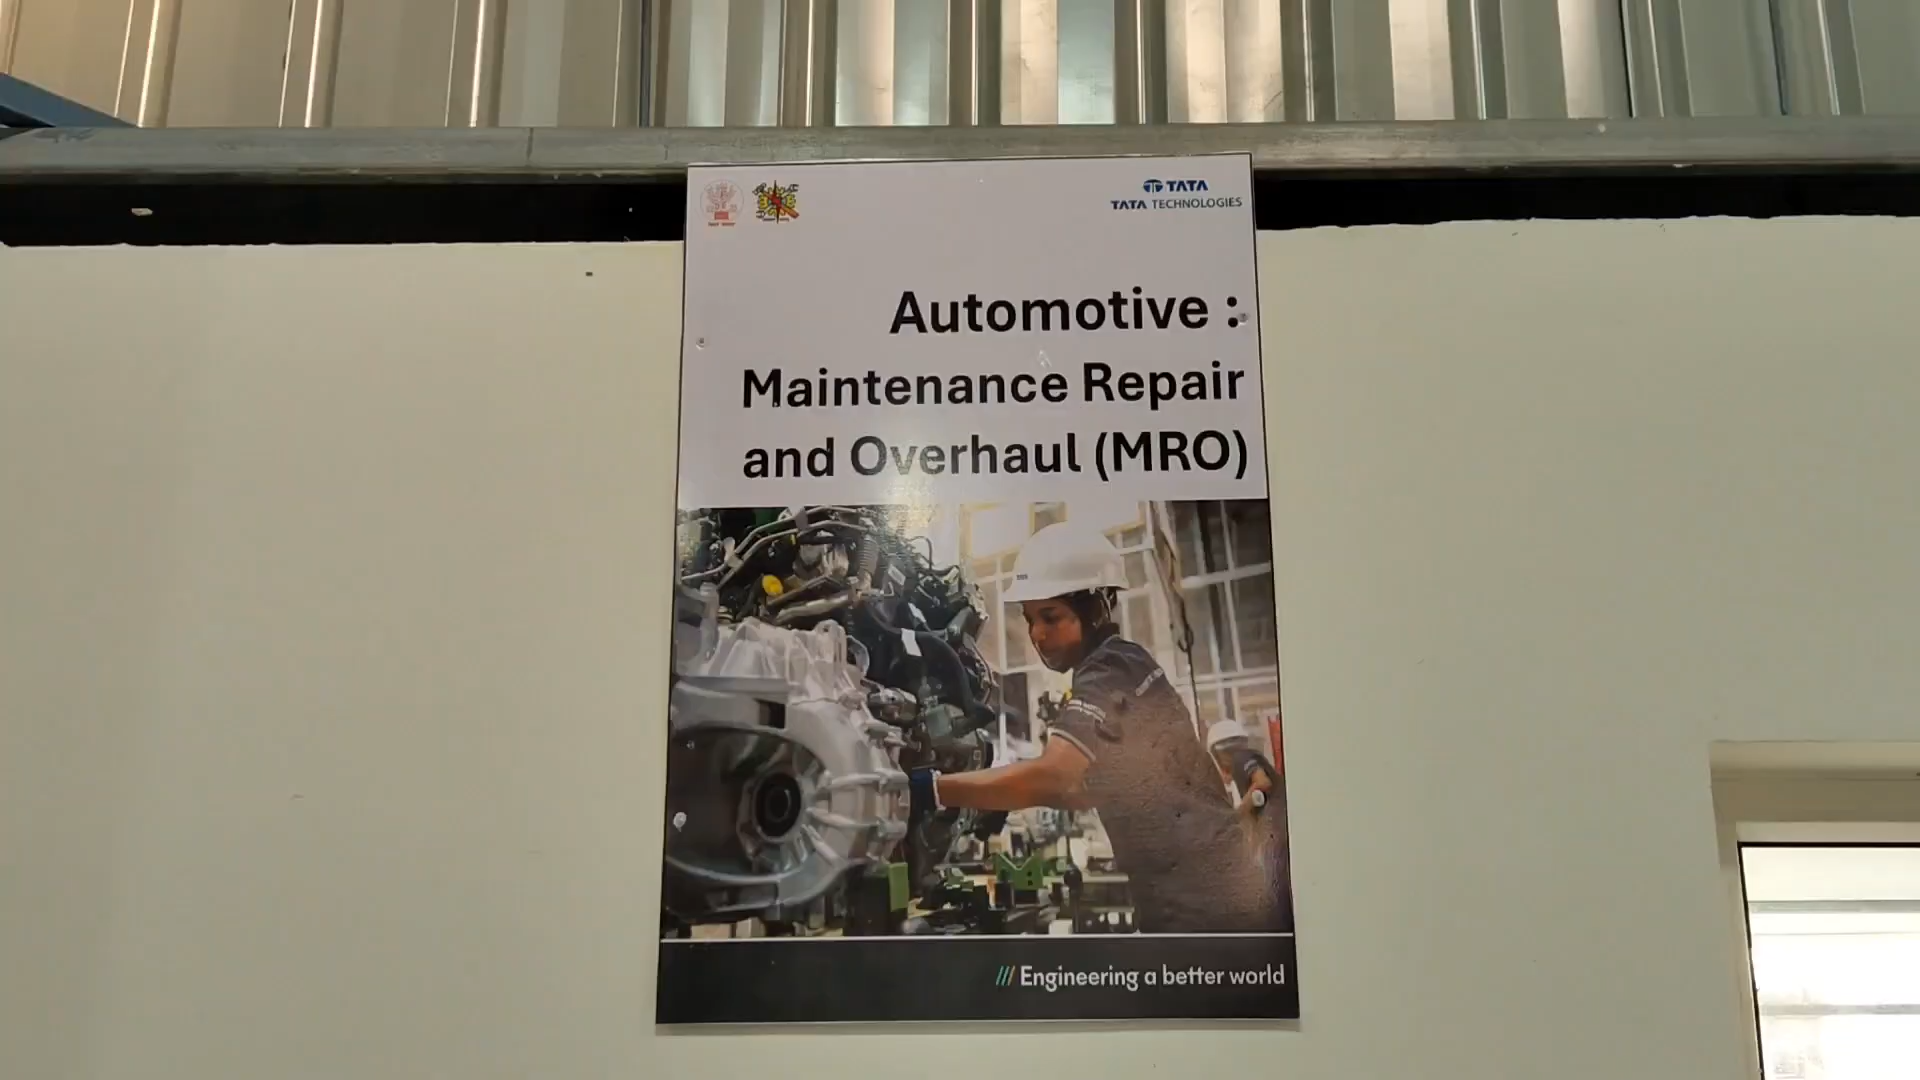 TATA
TATA TECHNOLOGIES
Automotive :
Maintenance Repair
and Overhaul (MRO)
/// Engineering a better world